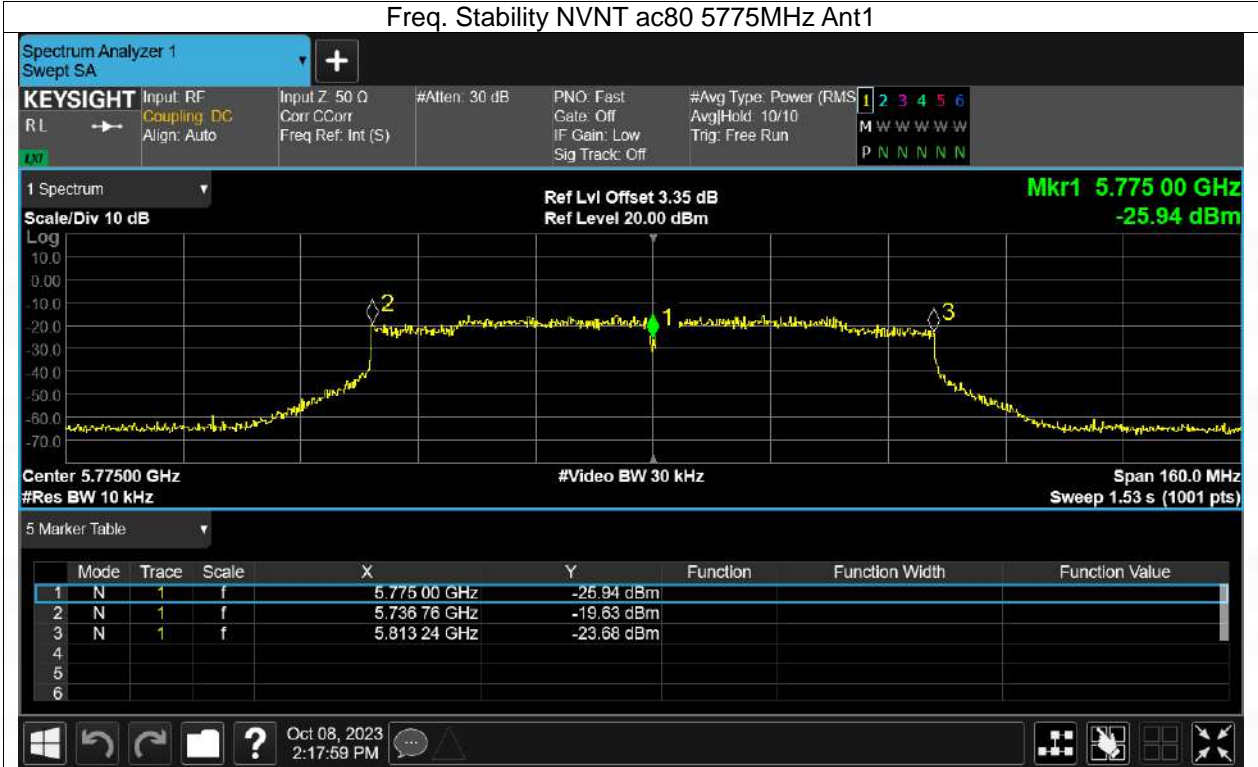 Freq. Stability NVNT ac80 5775MHz Ant1
Spectrum Analyzer 1
Swept SA
+
KEYSIGHT
RL
LXI
Input: RF
Coupling: DC
Align: Auto
Input Z: 50 Ω
Corr CCorr
Freq Ref: Int (S)
#Atten: 30 dB
PNO: Fast
Gate: Off
IF Gain: Low
Sig Track: Off
#Avg Type: Power (RMS
Avg|Hold: 10/10
Trig: Free Run
1 2 3 4 5 6
M W W W W W
P N N N N N
1 Spectrum
Scale/Div 10 dB
Ref Lvl Offset 3.35 dB
Ref Level 20.00 dBm
Mkr1 5.775 00 GHz
-25.94 dBm
Log
10.0
0.00
-10.0
-20.0
-30.0
-40.0
-50.0
-60.0
-70.0
2
1
3
Center 5.77500 GHz
#Res BW 10 kHz
#Video BW 30 kHz
Span 160.0 MHz
Sweep 1.53 s (1001 pts)
5 Marker Table
Mode Trace Scale X Y Function Function Width Function Value
1 N 1 f 5.775 00 GHz -25.94 dBm
2 N 1 f 5.736 76 GHz -19.63 dBm
3 N 1 f 5.813 24 GHz -23.68 dBm
4
5
6
?
Oct 08, 2023
2:17:59 PM